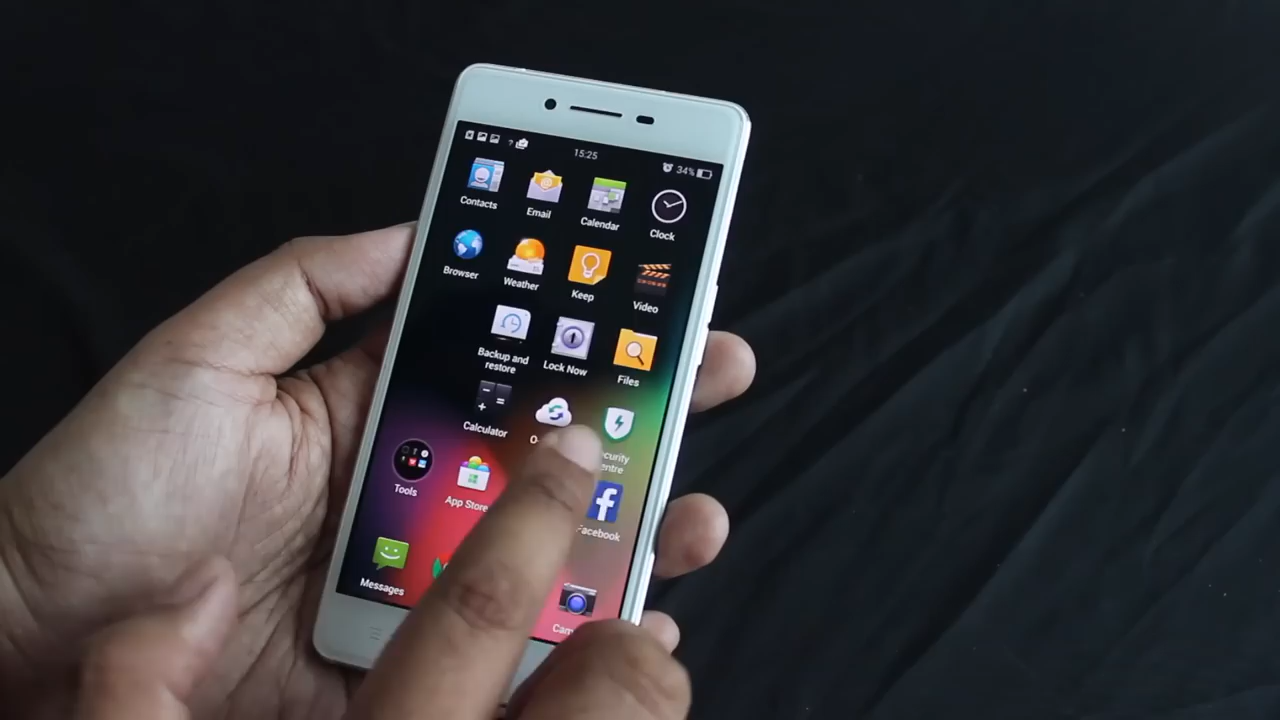 15:25
34%
Contacts
Email
Calendar
Clock
Browser
Weather
Keep
Video
Backup and
restore
Lock Now
Files
Calculator
Tools
App Store
Facebook
Messages